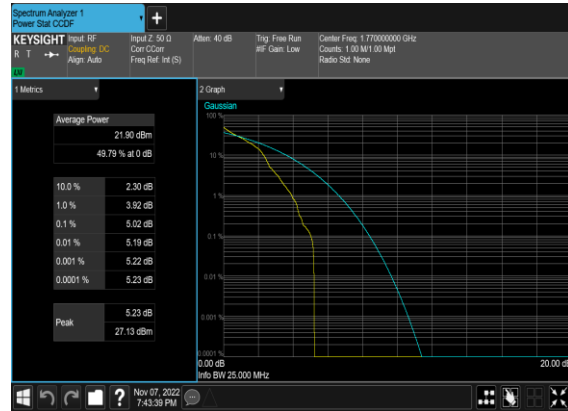 Spectrum Analyzer 1
Power Stat CCDF
KEYSIGHT
R T
LXI
Input: RF
Coupling: DC
Align: Auto
Input Z: 50 Ω
Corr CCorr
Freq Ref: Int (S)
Atten: 40 dB
Trig: Free Run
#IF Gain: Low
Center Freq: 1.770000000 GHz
Counts: 1.00 M/1.00 Mpt
Radio Std: None
1 Metrics
Average Power
21.90 dBm
49.79 % at 0 dB
10.0 % 2.30 dB
1.0 % 3.92 dB
0.1 % 5.02 dB
0.01 % 5.19 dB
0.001 % 5.22 dB
0.0001 % 5.23 dB
Peak
5.23 dB
27.13 dBm
2 Graph
Gaussian
100 %
10 %
1 %
0.1 %
0.01 %
0.001 %
0.0001 %
0.00 dB
20.00 dB
Info BW 25.000 MHz
Nov 07, 2022
7:43:39 PM